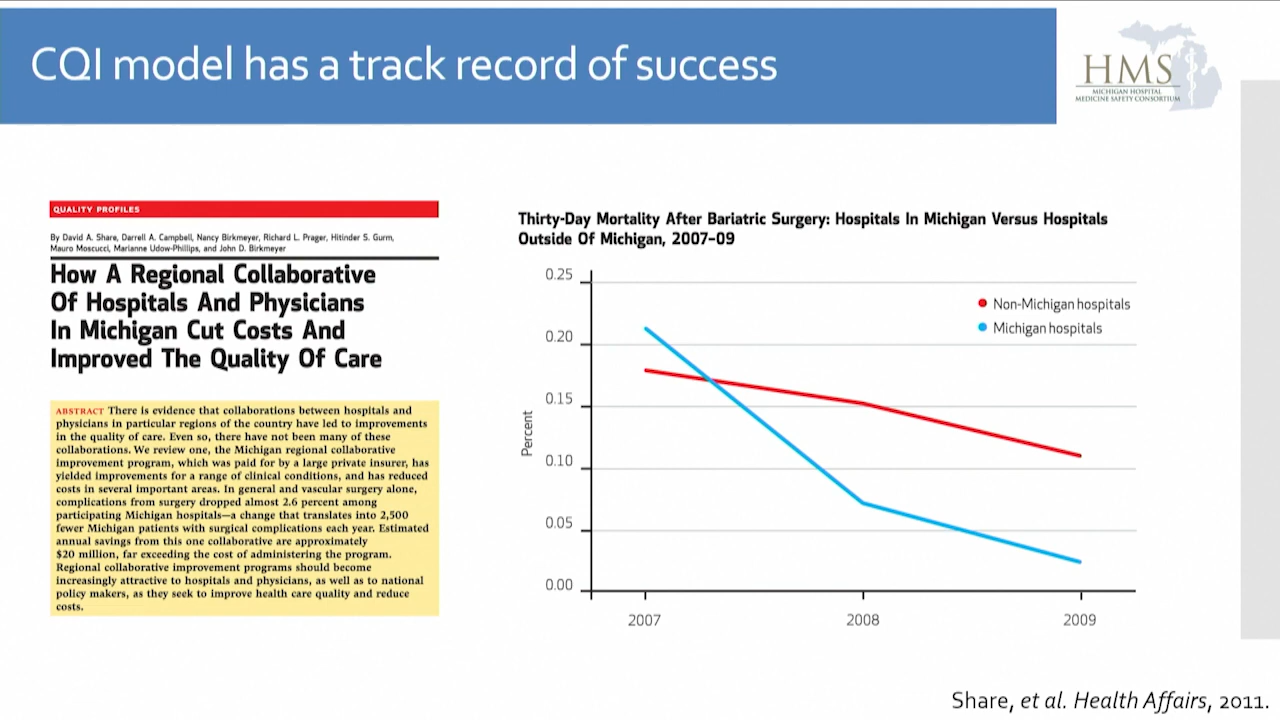 CQI model has a track record of success
HMS
MICHIGAN HOSPITAL
MEDICINE SAFETY CONSORTIUM
QUALITY PROFILES
By David A. Share, Darrell A. Campbell, Nancy Birkmeyer, Richard L. Prager, Hitinder S. Gurm,
Mauro Moscucci, Marianne Udow-Phillips, and John D. Birkmeyer
How A Regional Collaborative
Of Hospitals And Physicians
In Michigan Cut Costs And
Improved The Quality Of Care
ABSTRACT There is evidence that collaborations between hospitals and
physicians in particular regions of the country have led to improvements
in the quality of care. Even so, there have not been many of these
collaborations. We review one, the Michigan regional collaborative
improvement program, which was paid for by a large private insurer, has
yielded improvements for a range of clinical conditions, and has reduced
costs in several important areas. In general and vascular surgery alone,
complications from surgery dropped almost 2.6 percent among
participating Michigan hospitals—a change that translates into 2,500
fewer Michigan patients with surgical complications each year. Estimated
annual savings from this one collaborative are approximately
$20 million, far exceeding the cost of administering the program.
Regional collaborative improvement programs should become
increasingly attractive to hospitals and physicians, as well as to national
policy makers, as they seek to improve health care quality and reduce
costs.
Thirty-Day Mortality After Bariatric Surgery: Hospitals In Michigan Versus Hospitals
Outside Of Michigan, 2007–09
0.25
0.20
0.15
0.10
0.05
0.00
Percent
Non-Michigan hospitals
Michigan hospitals
2007
2008
2009
Share, et al. Health Affairs, 2011.